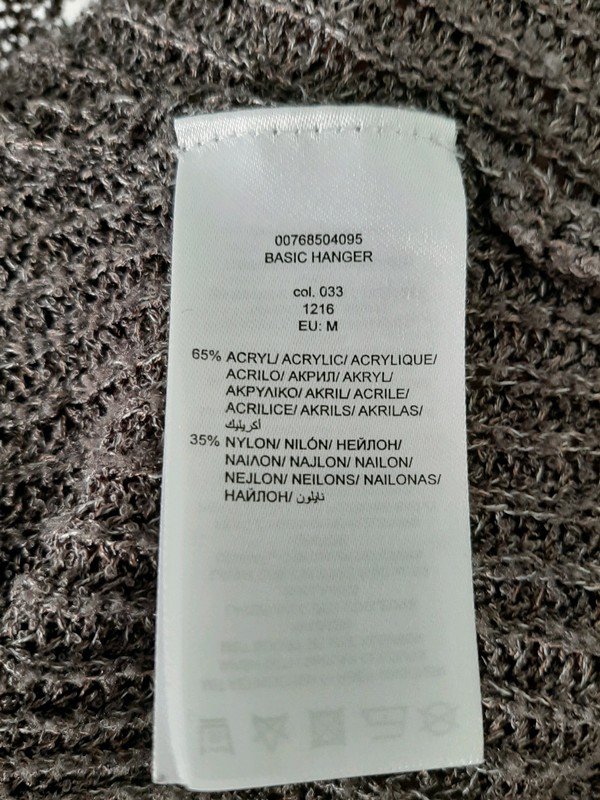 00768504095
BASIC HANGER
col. 033
1216
EU: M
65% ACRYL/ ACRYLIC/ ACRYLIQUE/
ACRILO/ АКРИЛ/ AKRYL/
ΑΚΡΥΛΙΚΟ/ AKRIL/ ACRILE/
ACRILICE/ AKRILS/ AKRILAS/
أكريليك
35% NYLON/ NILÓN/ НЕЙЛОН/
ΝΑΙΛΟΝ/ NAJLON/ NAILON/
NEJLON/ NEILONS/ NAILONAS/
НАЙЛОН/ نايلون